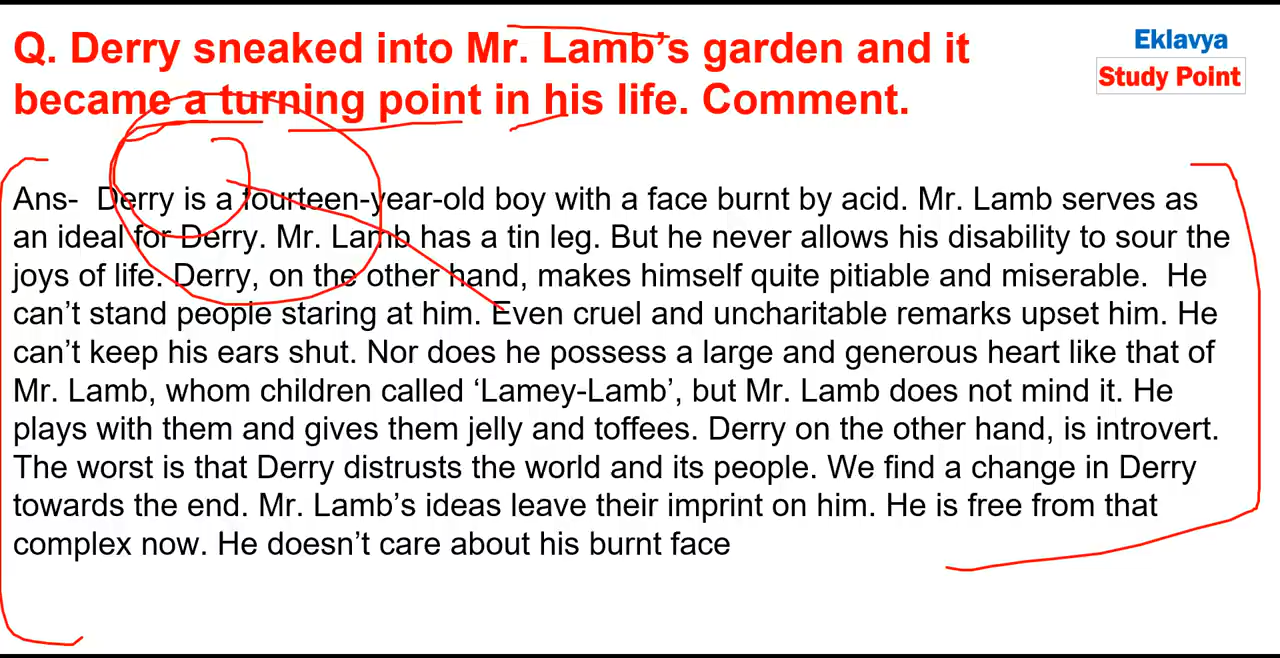 Q. Derry sneaked into Mr. Lamb's garden and it
became a turning point in his life. Comment.
Eklavya
Study Point
Ans- Derry is a fourteen-year-old boy with a face burnt by acid. Mr. Lamb serves as
an ideal for Derry. Mr. Lamb has a tin leg. But he never allows his disability to sour the
joys of life. Derry, on the other hand, makes himself quite pitiable and miserable. He
can't stand people staring at him. Even cruel and uncharitable remarks upset him. He
can't keep his ears shut. Nor does he possess a large and generous heart like that of
Mr. Lamb, whom children called 'Lamey-Lamb', but Mr. Lamb does not mind it. He
plays with them and gives them jelly and toffees. Derry on the other hand, is introvert.
The worst is that Derry distrusts the world and its people. We find a change in Derry
towards the end. Mr. Lamb's ideas leave their imprint on him. He is free from that
complex now. He doesn't care about his burnt face